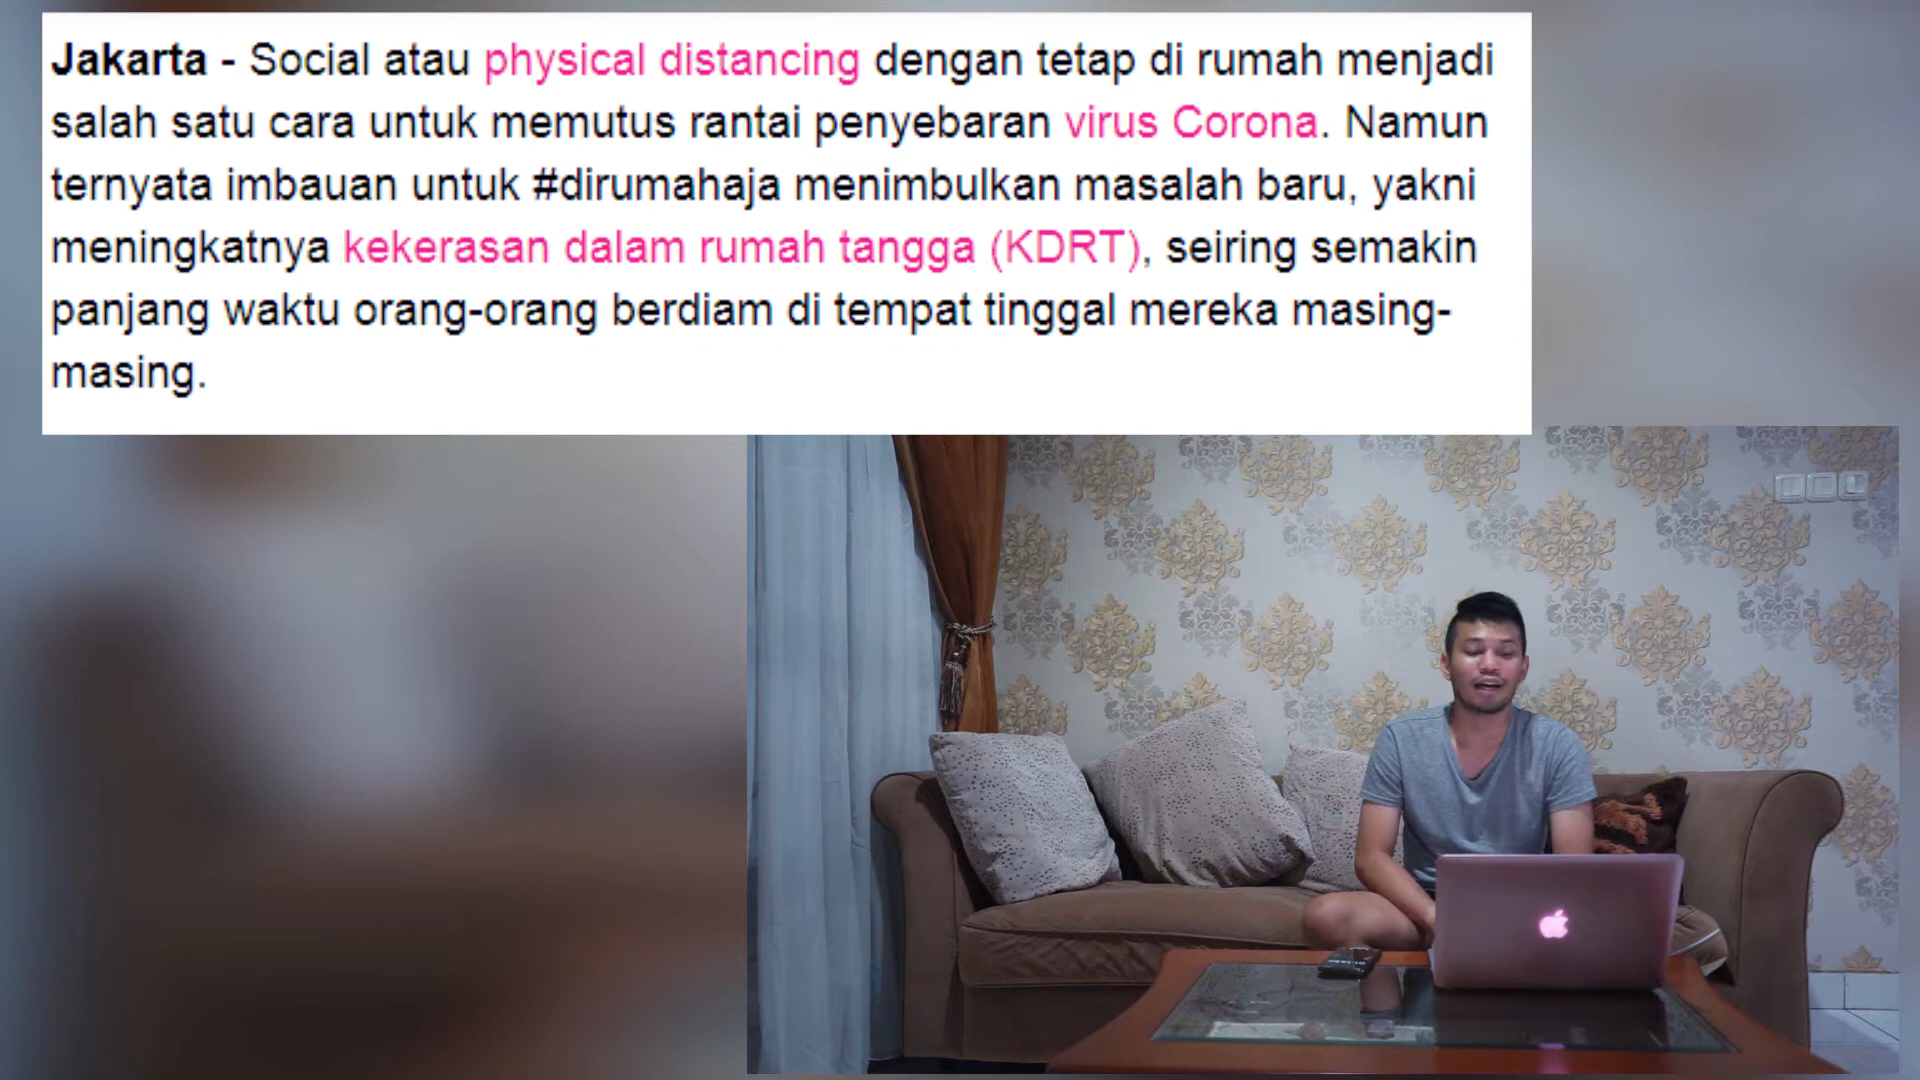 Jakarta - Social atau physical distancing dengan tetap di rumah menjadi
salah satu cara untuk memutus rantai penyebaran virus Corona. Namun
ternyata imbauan untuk #dirumahaja menimbulkan masalah baru, yakni
meningkatnya kekerasan dalam rumah tangga (KDRT), seiring semakin
panjang waktu orang-orang berdiam di tempat tinggal mereka masing-
masing.